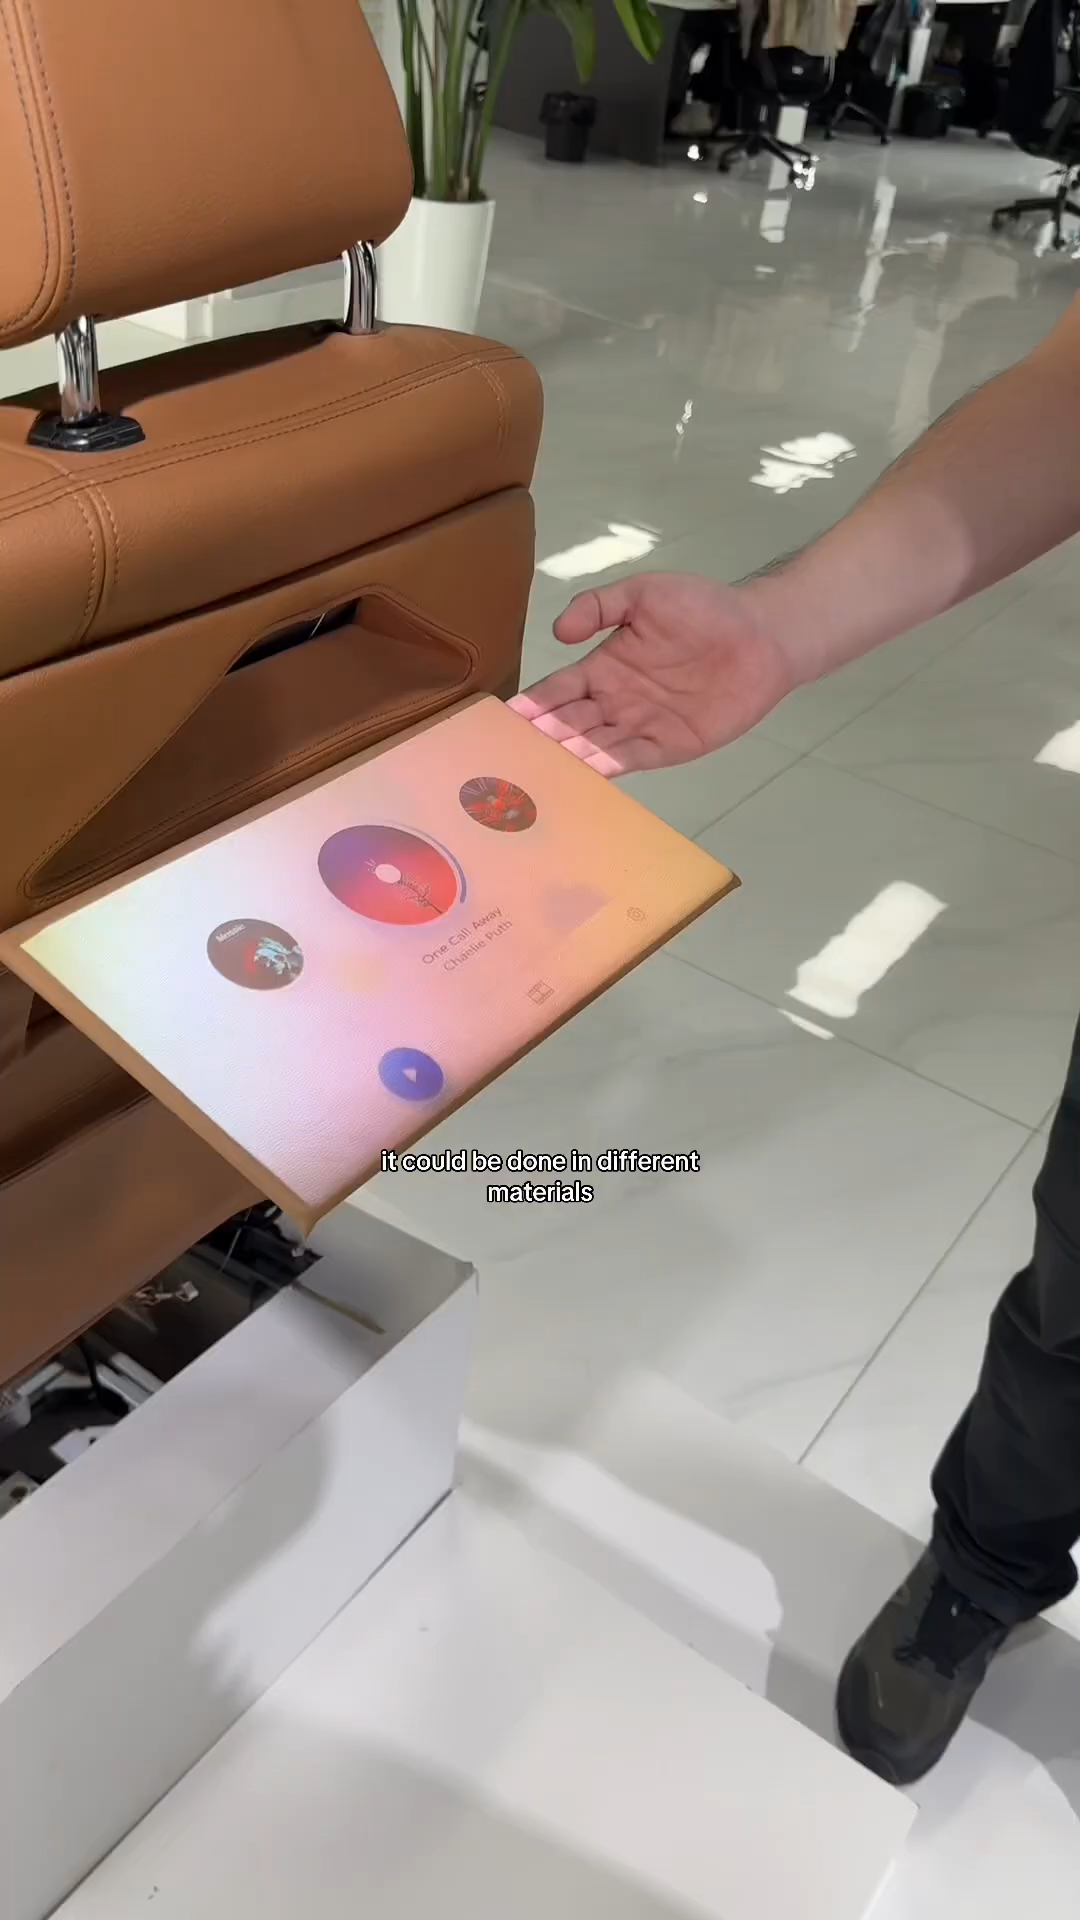 One Call Away
Charlie Puth
it could be done in different
materials